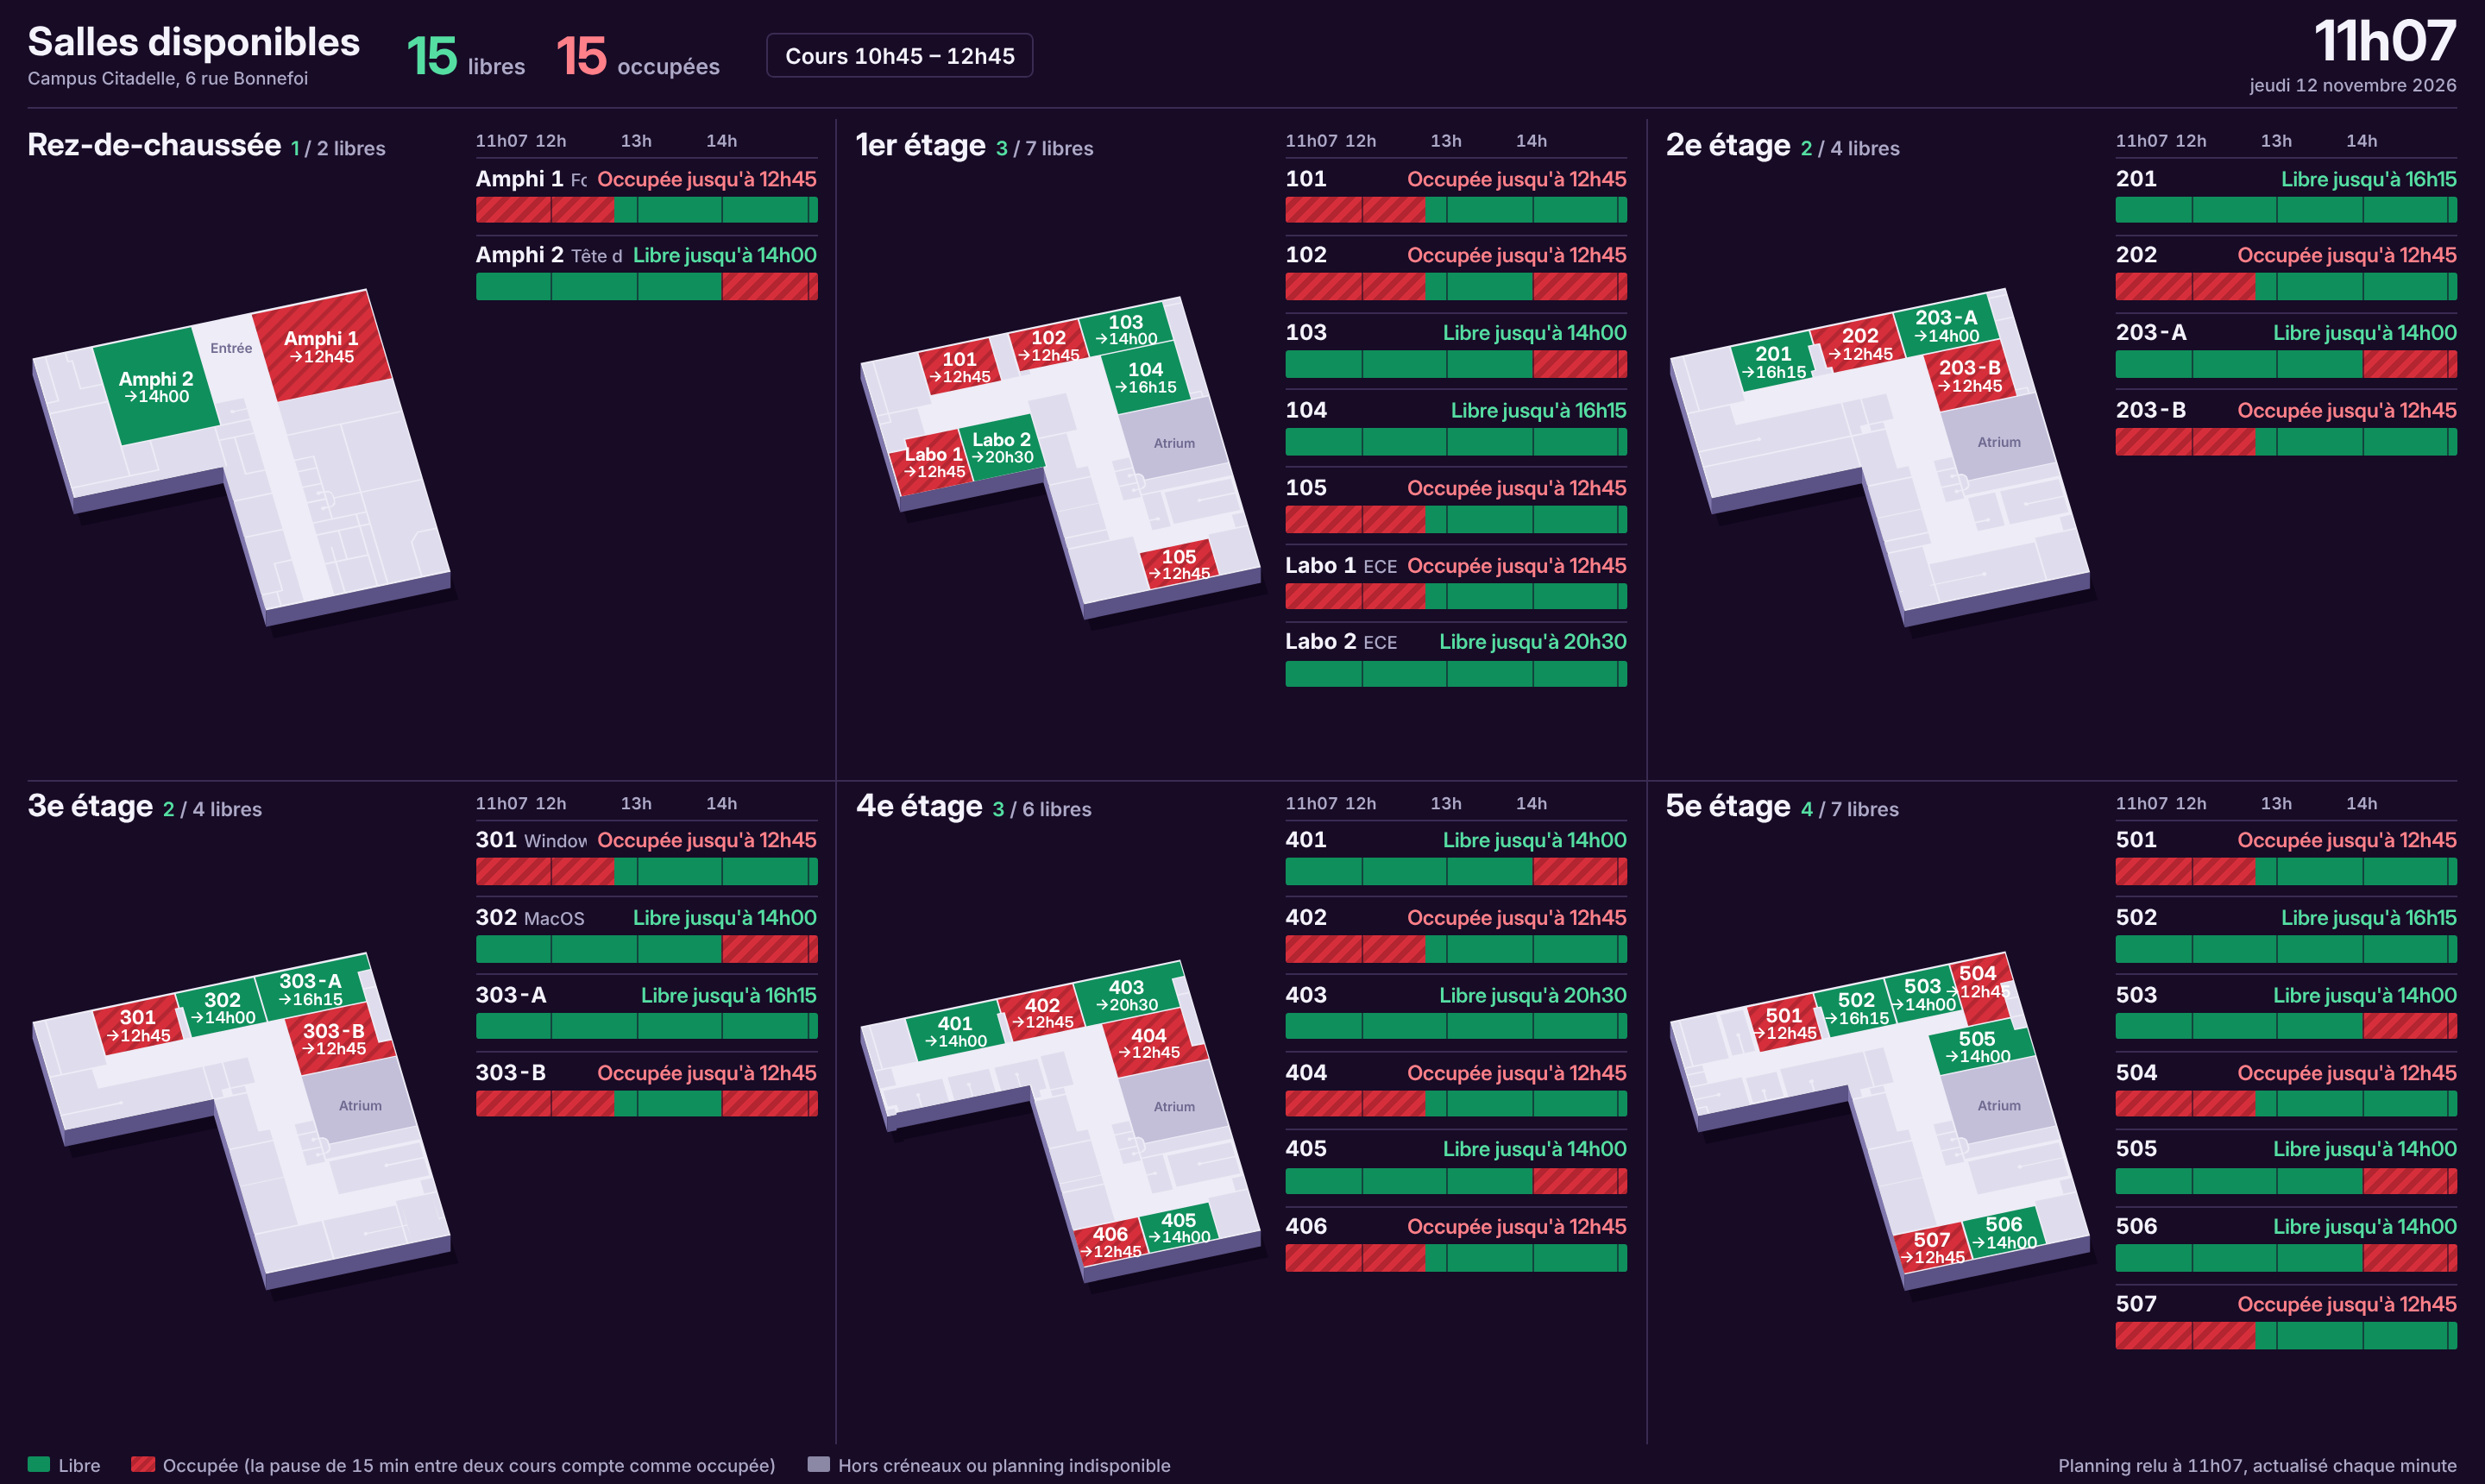 Salles disponibles
Campus Citadelle, 6 rue Bonnefoi
15 libres 15 occupées
Cours 10h45 – 12h45
11h07
jeudi 12 novembre 2026
Rez-de-chaussée 1 / 2 libres
Amphi 2
→14h00
Entrée
Amphi 1
→12h45
11h07 12h 13h 14h
Amphi 1 Occupée jusqu'à 12h45
Amphi 2 Tête d Libre jusqu'à 14h00
1er étage 3 / 7 libres
101
→12h45
102
→12h45
103
→14h00
104
→16h15
Labo 1
→12h45
Labo 2
→20h30
Atrium
105
→12h45
11h07 12h 13h 14h
101 Occupée jusqu'à 12h45
102 Occupée jusqu'à 12h45
103 Libre jusqu'à 14h00
104 Libre jusqu'à 16h15
105 Occupée jusqu'à 12h45
Labo 1 ECE Occupée jusqu'à 12h45
Labo 2 ECE Libre jusqu'à 20h30
2e étage 2 / 4 libres
201
→16h15
202
→12h45
203-A
→14h00
203-B
→12h45
Atrium
11h07 12h 13h 14h
201 Libre jusqu'à 16h15
202 Occupée jusqu'à 12h45
203-A Libre jusqu'à 14h00
203-B Occupée jusqu'à 12h45
3e étage 2 / 4 libres
301
→12h45
302
→14h00
303-A
→16h15
303-B
→12h45
Atrium
11h07 12h 13h 14h
301 Window Occupée jusqu'à 12h45
302 MacOS Libre jusqu'à 14h00
303-A Libre jusqu'à 16h15
303-B Occupée jusqu'à 12h45
4e étage 3 / 6 libres
401
→14h00
402
→12h45
403
→20h30
404
→12h45
Atrium
405
→14h00
406
→12h45
11h07 12h 13h 14h
401 Libre jusqu'à 14h00
402 Occupée jusqu'à 12h45
403 Libre jusqu'à 20h30
404 Occupée jusqu'à 12h45
405 Libre jusqu'à 14h00
406 Occupée jusqu'à 12h45
5e étage 4 / 7 libres
501
→12h45
502
→16h15
503
→14h00
504
→12h45
505
→14h00
Atrium
506
→14h00
507
→12h45
11h07 12h 13h 14h
501 Occupée jusqu'à 12h45
502 Libre jusqu'à 16h15
503 Libre jusqu'à 14h00
504 Occupée jusqu'à 12h45
505 Libre jusqu'à 14h00
506 Libre jusqu'à 14h00
507 Occupée jusqu'à 12h45
Libre
Occupée (la pause de 15 min entre deux cours compte comme occupée)
Hors créneaux ou planning indisponible
Planning relu à 11h07, actualisé chaque minute